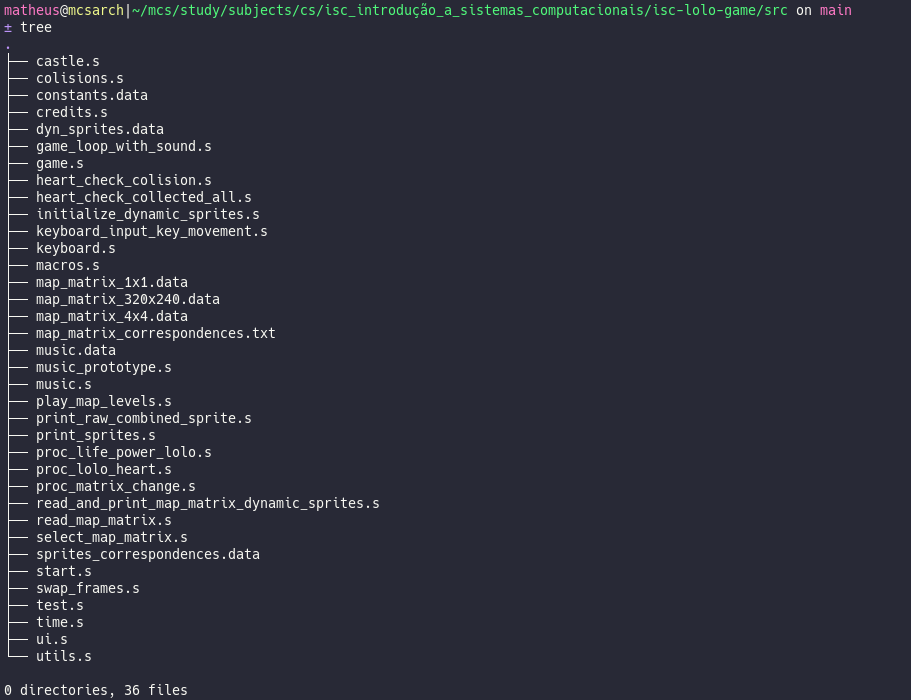 matheus@mcsarch|~/mcs/study/subjects/cs/isc_introdução_a_sistemas_computacionais/isc-lolo-game/src on main
± tree
.
├── castle.s
├── colisions.s
├── constants.data
├── credits.s
├── dyn_sprites.data
├── game_loop_with_sound.s
├── game.s
├── heart_check_colision.s
├── heart_check_collected_all.s
├── initialize_dynamic_sprites.s
├── keyboard_input_key_movement.s
├── keyboard.s
├── macros.s
├── map_matrix_1x1.data
├── map_matrix_320x240.data
├── map_matrix_4x4.data
├── map_matrix_correspondences.txt
├── music.data
├── music_prototype.s
├── music.s
├── play_map_levels.s
├── print_raw_combined_sprite.s
├── print_sprites.s
├── proc_life_power_lolo.s
├── proc_lolo_heart.s
├── proc_matrix_change.s
├── read_and_print_map_matrix_dynamic_sprites.s
├── read_map_matrix.s
├── select_map_matrix.s
├── sprites_correspondences.data
├── start.s
├── swap_frames.s
├── test.s
├── time.s
├── ui.s
└── utils.s

0 directories, 36 files